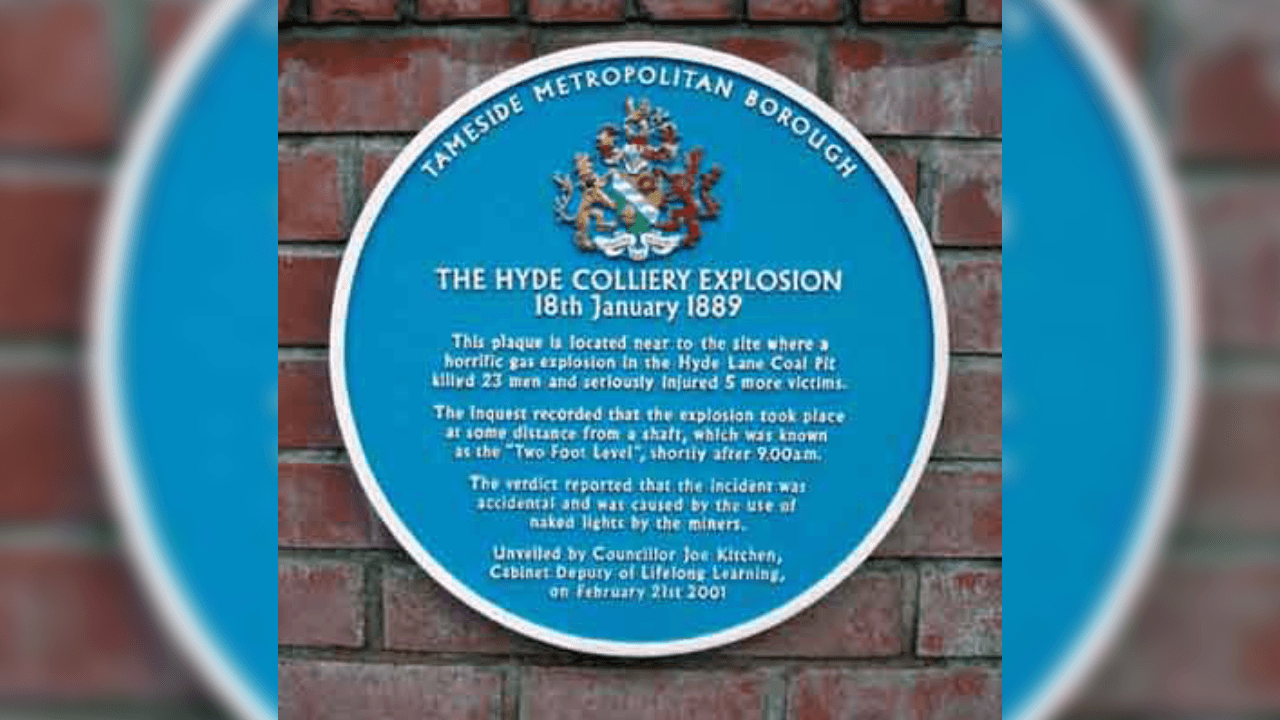 TAMESIDE METROPOLITAN BOROUGH
THE HYDE COLLIERY EXPLOSION
18th January 1889
This plaque is located near to the site where a
horrific gas explosion in the Hyde Lane Coal Pit
killed 23 men and seriously injured 5 more victims.
The inquest recorded that the explosion took place
at some distance from a shaft, which was known
as the "Two Foot Level", shortly after 9.00a.m.
The verdict reported that the incident was
accidental and was caused by the use of
naked lights by the miners.
Unveiled by Councillor Joe Kitchen,
Cabinet Deputy of Lifelong Learning,
on February 21st 2001